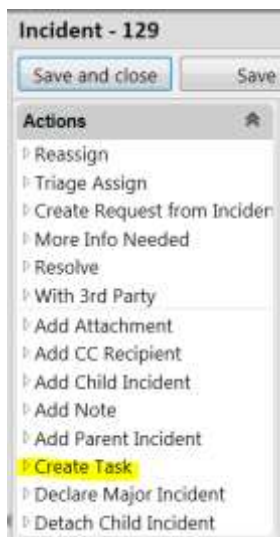 Incident - 129
Save and close Save
Actions
Reassign
Triage Assign
Create Request from Inciden
More Info Needed
Resolve
With 3rd Party
Add Attachment
Add CC Recipient
Add Child Incident
Add Note
Add Parent Incident
Create Task
Declare Major Incident
Detach Child Incident